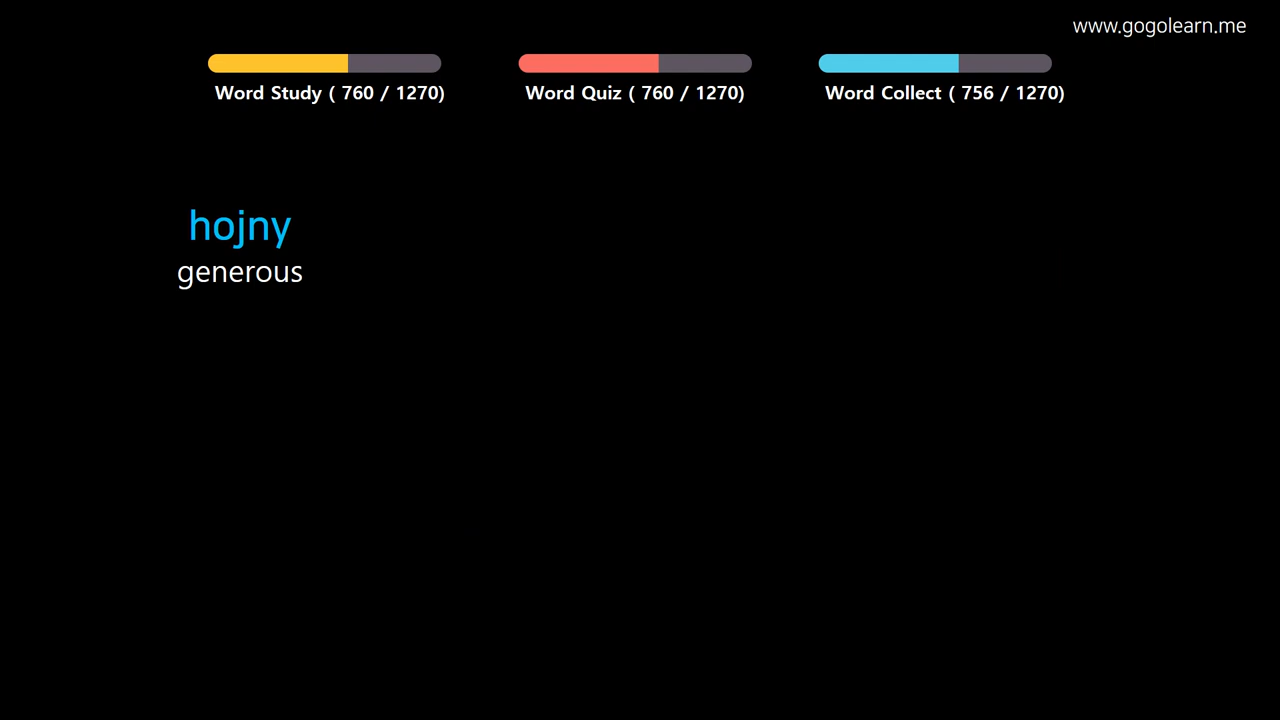 www.gogolearn.me
Word Study ( 760 / 1270)
Word Quiz ( 760 / 1270)
Word Collect ( 756 / 1270)
hojny
generous